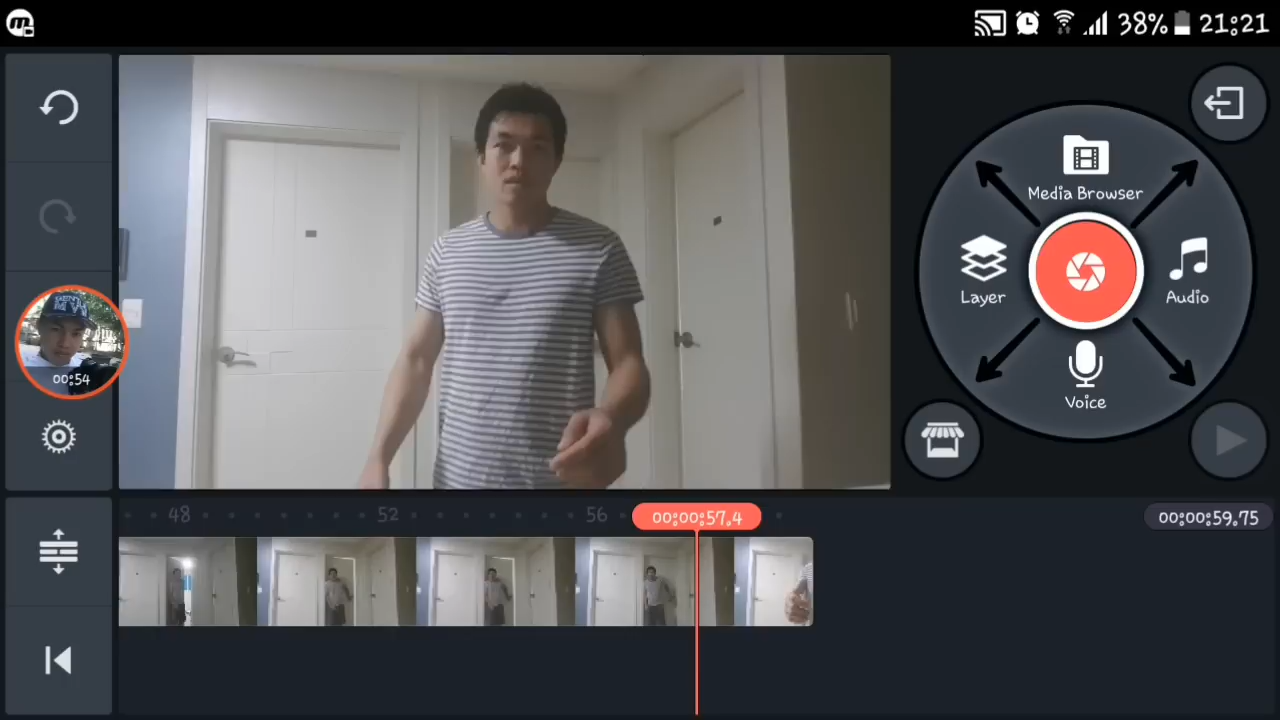 38% 21:21
Media Browser
Layer
Audio
Voice
00:54
48 52 56 00:00:57.4 00:00:59.75